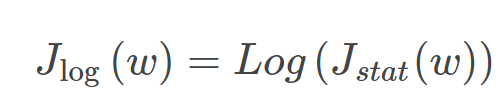 J_log (w) = Log (J_stat(w))